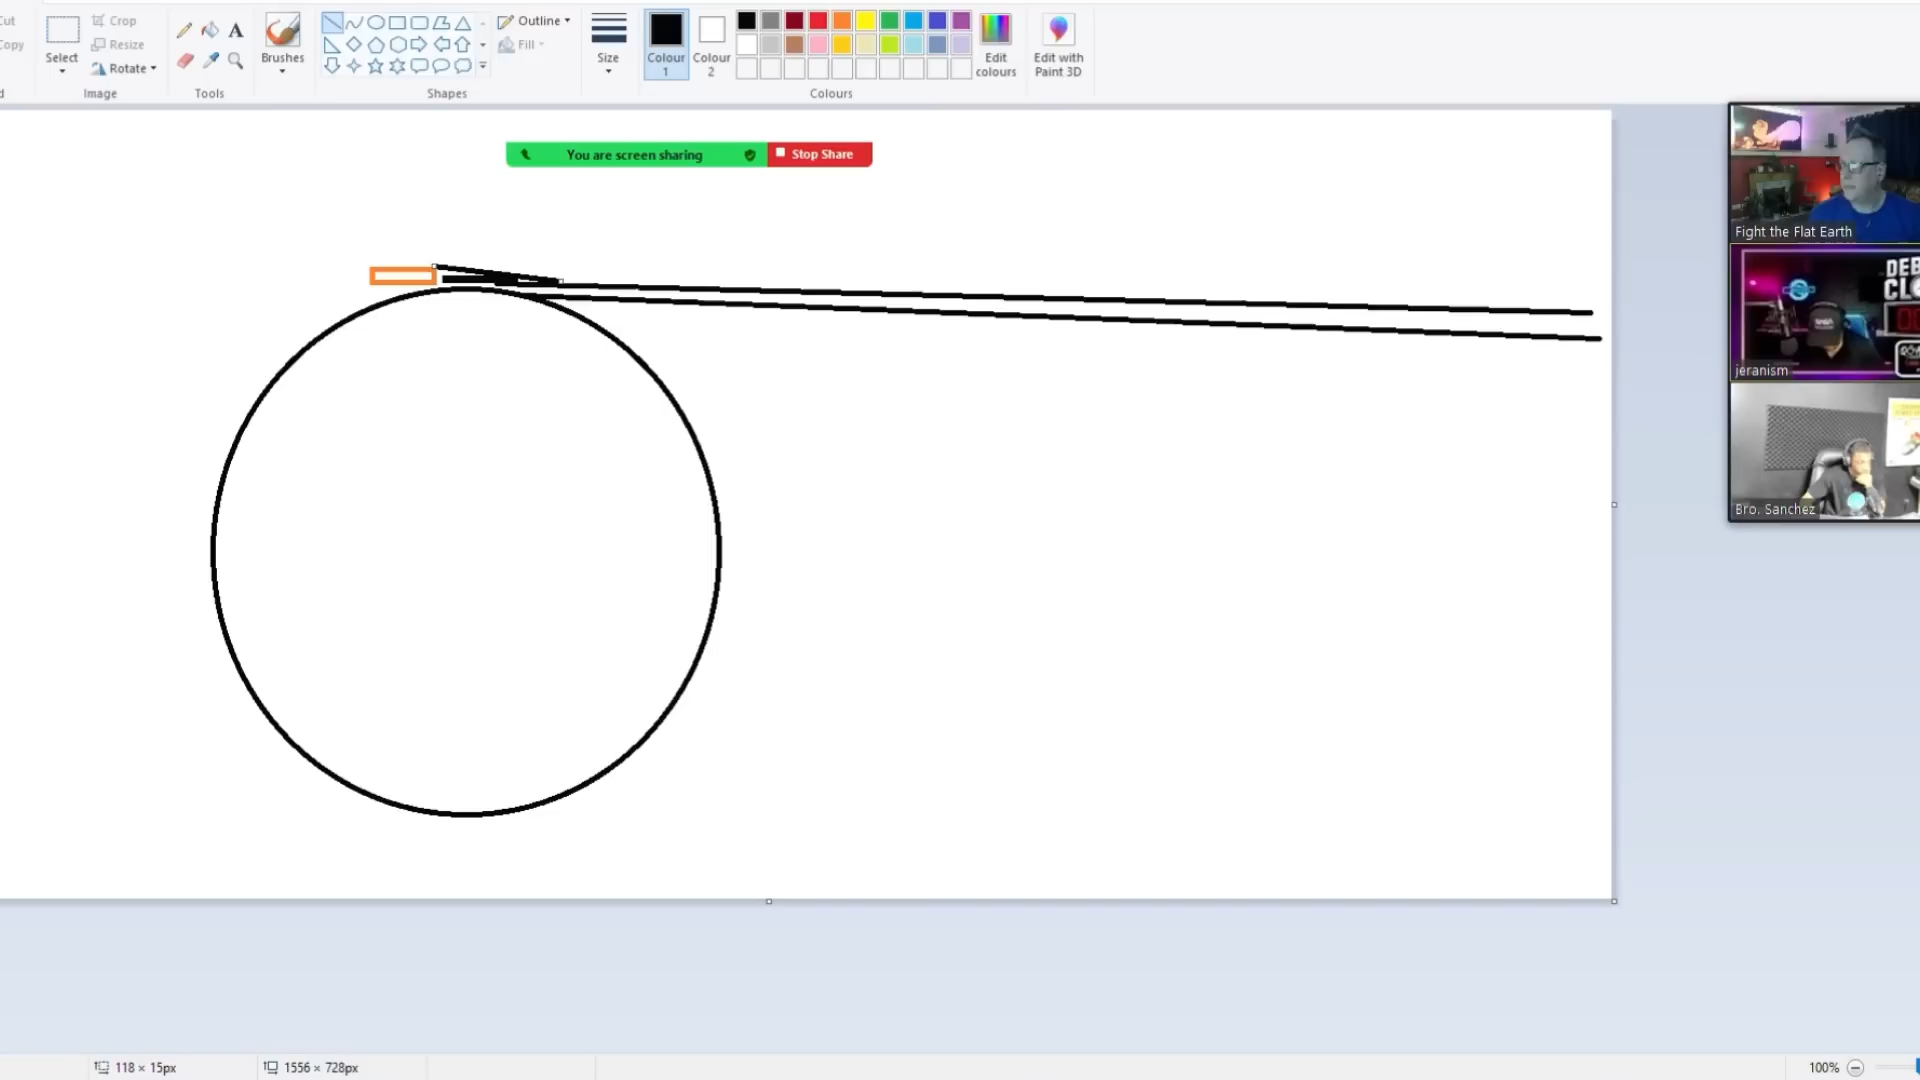 Cut
Copy
Select
Crop
Resize
Rotate
Image
A
Tools
Brushes
Outline
Fill
Shapes
Size
Colour
1
Colour
2
Edit
colours
Edit with
Paint 3D
Colours
You are screen sharing
Stop Share
Fight the Flat Earth
DEB
CLO
jeranism
Bro. Sanchez
118 × 15px
1556 × 728px
100%